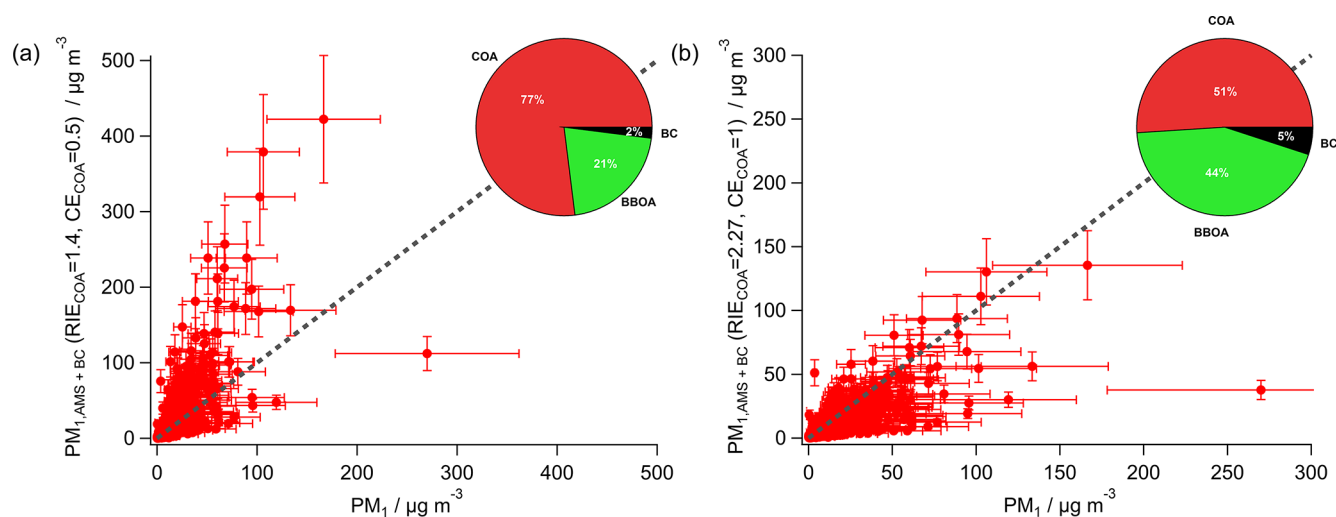 (a)
PM1,AMS + BC (RIECOA=1.4, CECOA=0.5) / µg m-3
500
400
300
200
100
0
0 100 200 300 400 500
PM1 / µg m-3
COA
77%
2%
BC
21%
BBOA
(b)
PM1,AMS + BC (RIECOA=2.27, CECOA=1) / µg m-3
300
250
200
150
100
50
0
0 50 100 150 200 250 300
PM1 / µg m-3
COA
51%
5%
BC
44%
BBOA